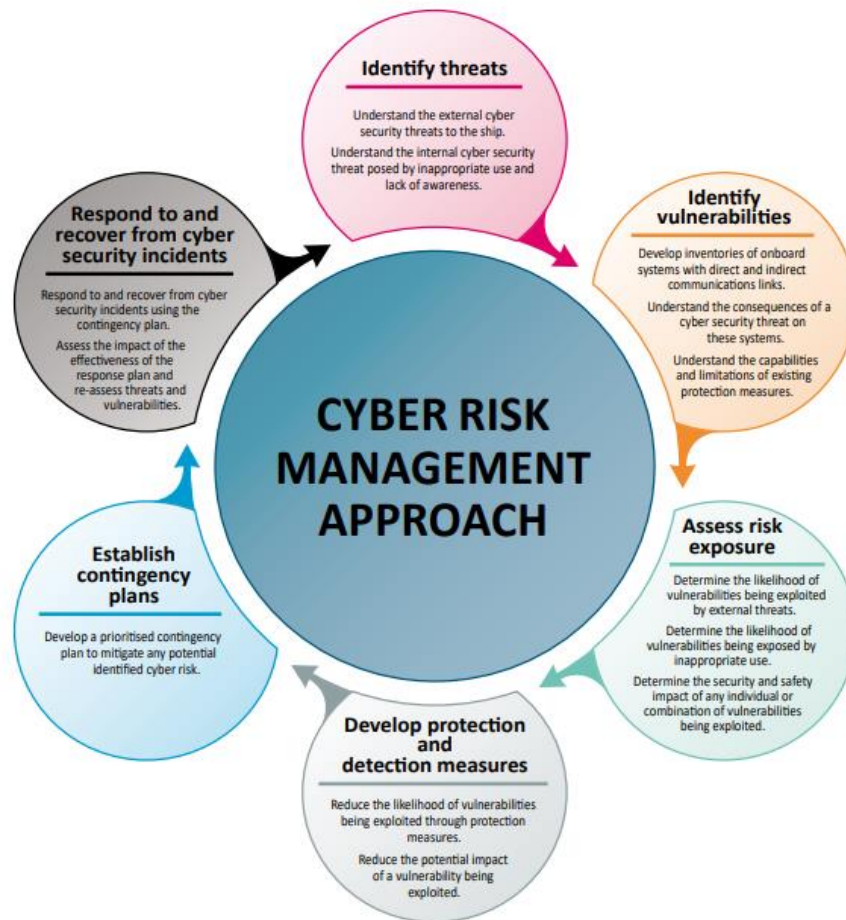 Identify threats
Understand the external cyber
security threats to the ship.
Understand the internal cyber security
threat posed by inappropriate use and
lack of awareness.
Identify
vulnerabilities
Develop inventories of onboard
systems with direct and indirect
communications links.
Understand the consequences of a
cyber security threat on
these systems.
Understand the capabilities
and limitations of existing
protection measures.
Assess risk
exposure
Determine the likelihood of
vulnerabilities being exploited
by external threats.
Determine the likelihood of
vulnerabilities being exposed by
inappropriate use.
Determine the security and safety
impact of any individual or
combination of vulnerabilities
being exploited.
Develop protection
and
detection measures
Reduce the likelihood of vulnerabilities
being exploited through protection
measures.
Reduce the potential impact
of a vulnerability being
exploited.
Establish
contingency
plans
Develop a prioritised contingency
plan to mitigate any potential
identified cyber risk.
Respond to and
recover from cyber
security incidents
Respond to and recover from cyber
security incidents using the
contingency plan.
Assess the impact of the
effectiveness of the
response plan and
re-assess threats and
vulnerabilities.
CYBER RISK
MANAGEMENT
APPROACH